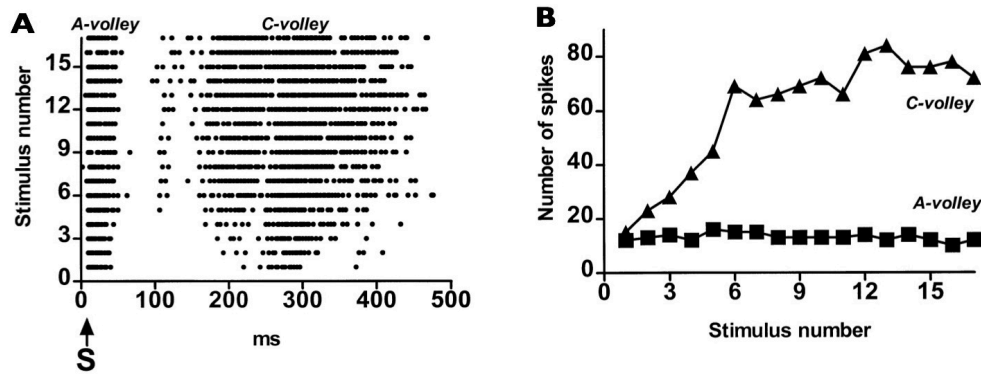 A
A-volley
C-volley
Stimulus number
15
12
9
6
3
0
0
100
200
300
400
500
ms
S
B
Number of spikes
80
60
40
20
0
C-volley
A-volley
0
3
6
9
12
15
Stimulus number